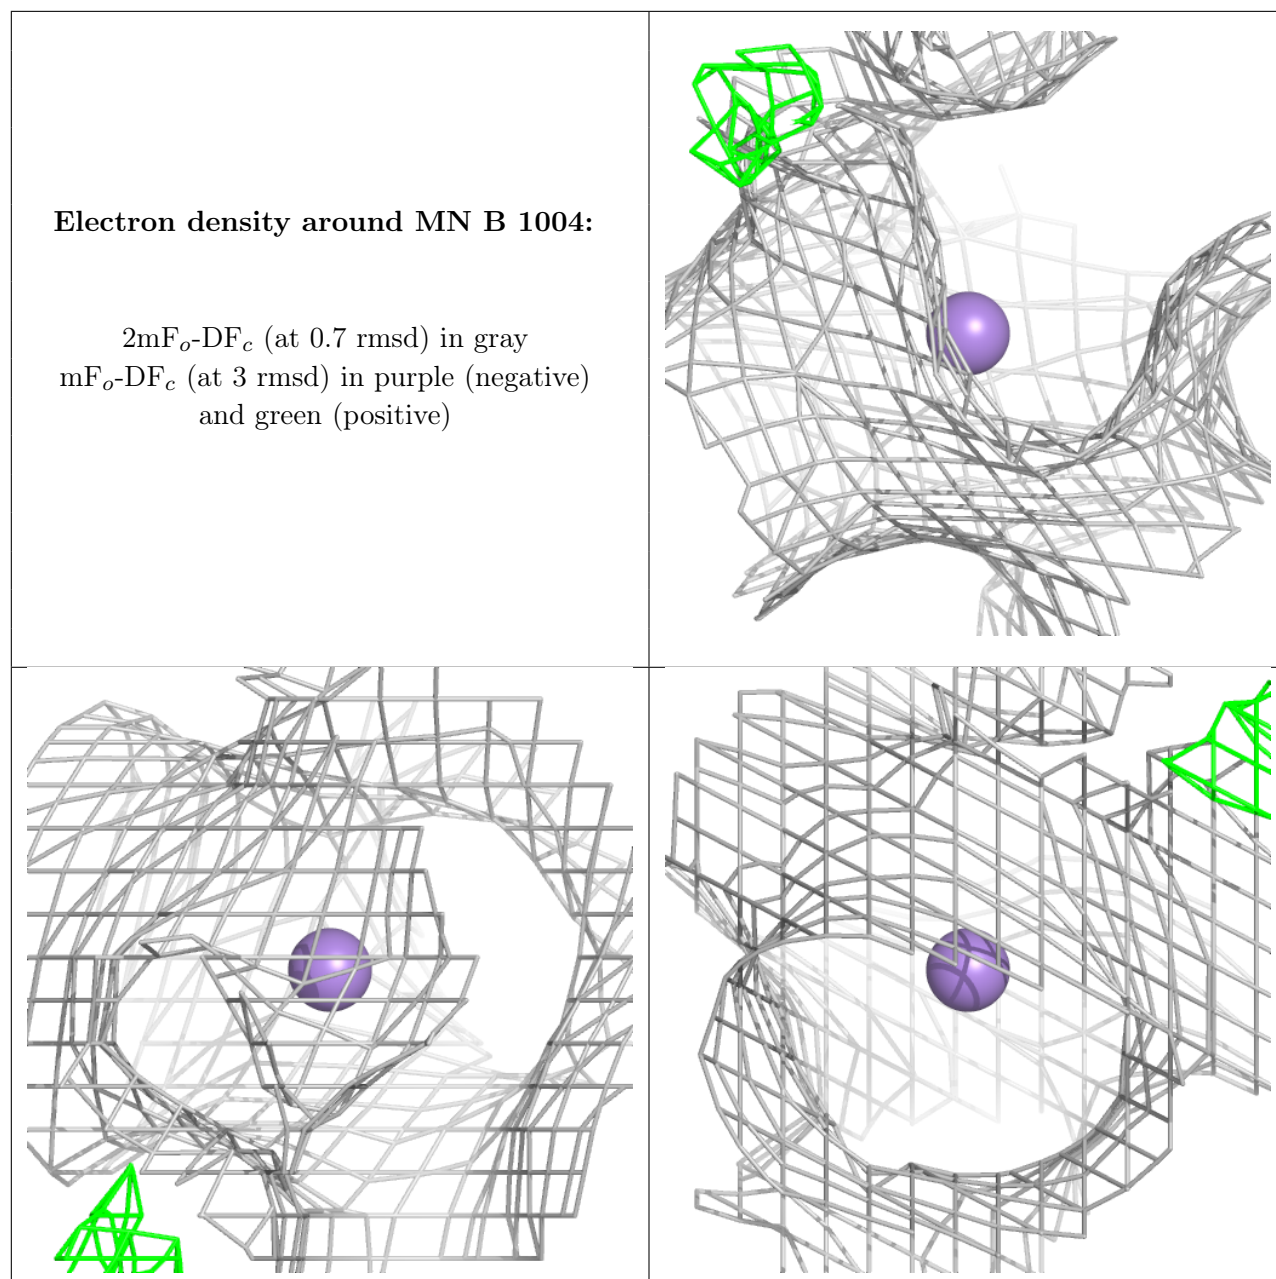 Electron density around MN B 1004:
2mFo-DFc (at 0.7 rmsd) in gray
mFo-DFc (at 3 rmsd) in purple (negative)
and green (positive)